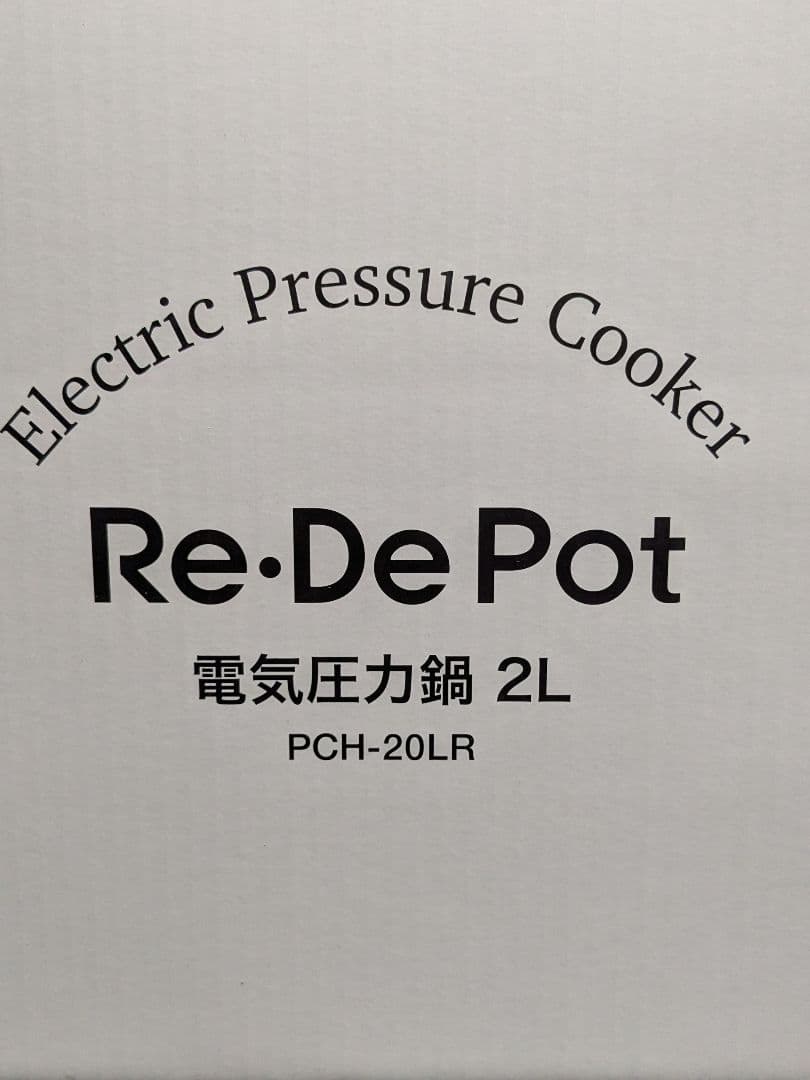 Electric Pressure Cooker
Re·De Pot
電気圧力鍋 2L
PCH-20LR